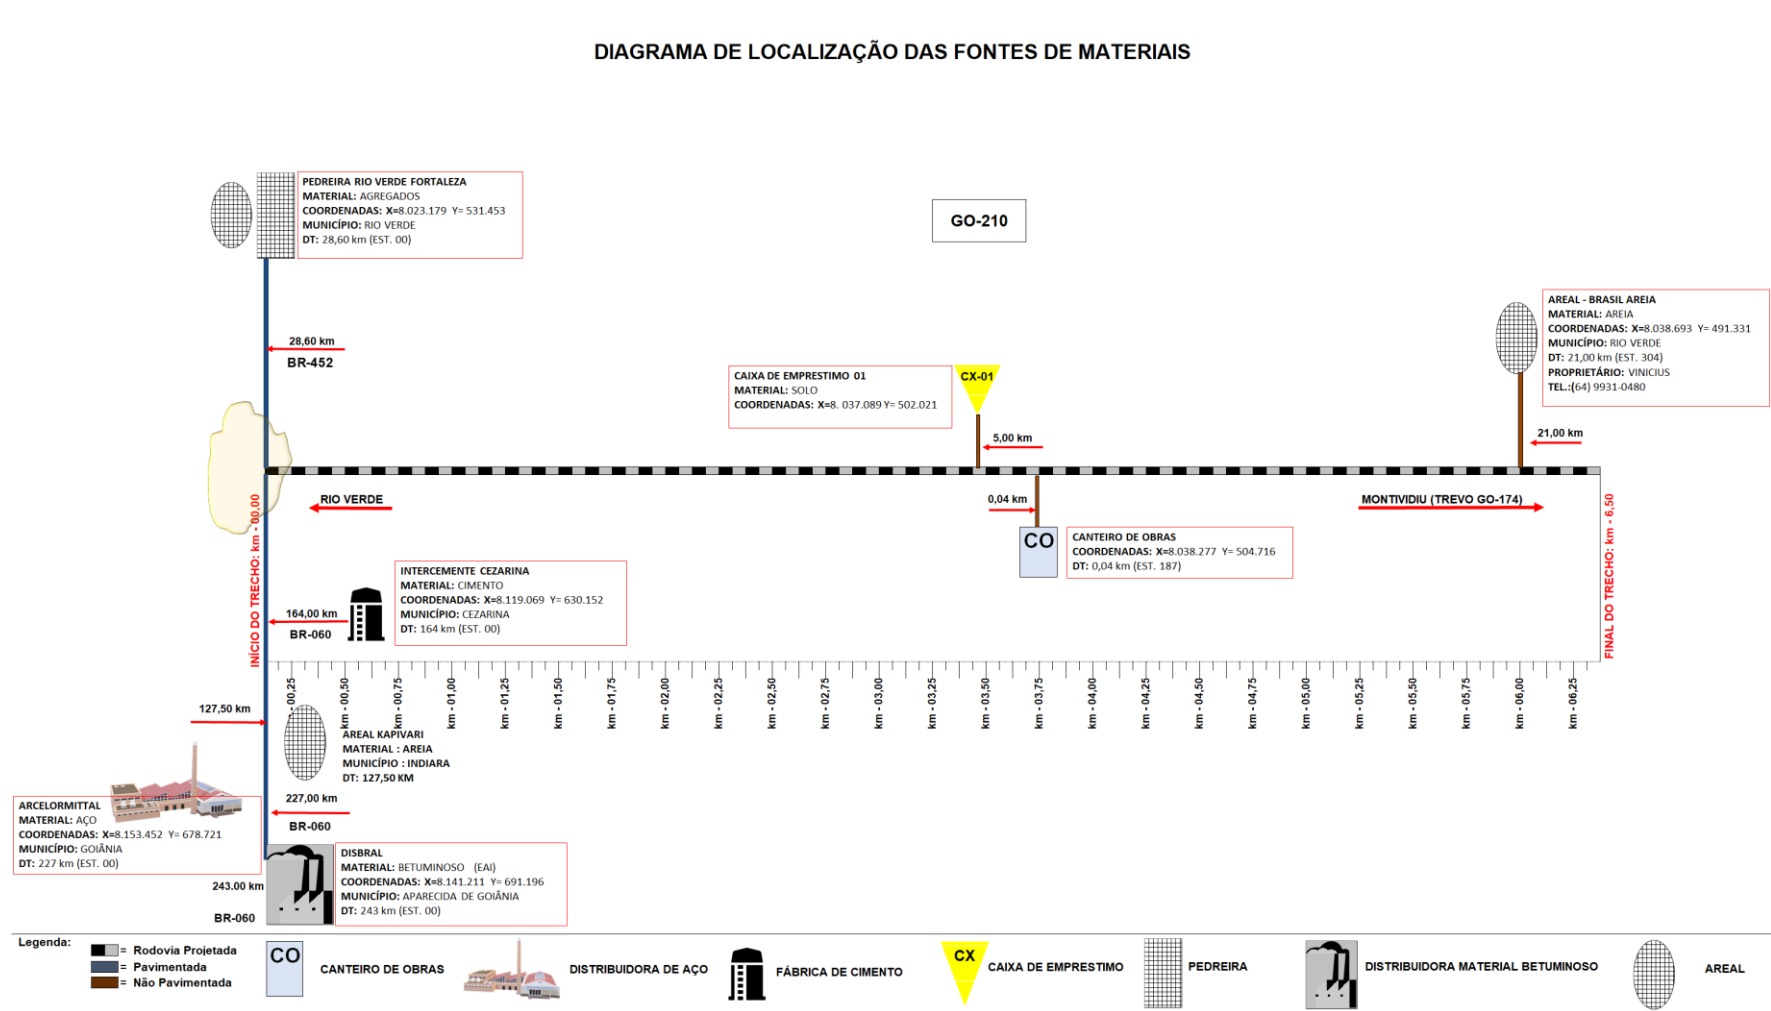 DIAGRAMA DE LOCALIZAÇÃO DAS FONTES DE MATERIAIS
PEDREIRA RIO VERDE FORTALEZA
MATERIAL: AGREGADOS
COORDENADAS: X=8.023.179 Y= 531.453
MUNICÍPIO: RIO VERDE
DT: 28,60 km (EST. 00)
GO-210
28,60 km
BR-452
AREAL - BRASIL AREIA
MATERIAL: AREIA
COORDENADAS: X=8.038.693 Y= 491.331
MUNICÍPIO: RIO VERDE
DT: 21,00 km (EST. 304)
PROPRIETÁRIO: VINICIUS
TEL.:(64) 9931-0480
CAIXA DE EMPRESTIMO 01
MATERIAL: SOLO
COORDENADAS: X=8. 037.089 Y= 502.021
CX-01
5,00 km
21,00 km
RIO VERDE
0,04 km
MONTIVIDIU (TREVO GO-174)
INÍCIO DO TRECHO: km - 00,00
FINAL DO TRECHO: km - 6,50
CO
CANTEIRO DE OBRAS
COORDENADAS: X=8.038.277 Y= 504.716
DT: 0,04 km (EST. 187)
INTERCEMENTE CEZARINA
MATERIAL: CIMENTO
COORDENADAS: X=8.119.069 Y= 630.152
MUNICÍPIO: CEZARINA
DT: 164 km (EST. 00)
164,00 km
BR-060
km - 00,25
km - 00,50
km - 00,75
km - 01,00
km - 01,25
km - 01,50
km - 01,75
km - 02,00
km - 02,25
km - 02,50
km - 02,75
km - 03,00
km - 03,25
km - 03,50
km - 03,75
km - 04,00
km - 04,25
km - 04,50
km - 04,75
km - 05,00
km - 05,25
km - 05,50
km - 05,75
km - 06,00
km - 06,25
127,50 km
AREAL KAPIVARI
MATERIAL : AREIA
MUNICÍPIO : INDIARA
DT: 127,50 KM
227,00 km
BR-060
ARCELORMITTAL
MATERIAL: AÇO
COORDENADAS: X=8.153.452 Y= 678.721
MUNICÍPIO: GOIÂNIA
DT: 227 km (EST. 00)
243.00 km
BR-060
DISBRAL
MATERIAL: BETUMINOSO (EAI)
COORDENADAS: X=8.141.211 Y= 691.196
MUNICÍPIO: APARECIDA DE GOIÂNIA
DT: 243 km (EST. 00)
Legenda:
= Rodovia Projetada
= Pavimentada
= Não Pavimentada
CO
CANTEIRO DE OBRAS
DISTRIBUIDORA DE AÇO
FÁBRICA DE CIMENTO
CX
CAIXA DE EMPRESTIMO
PEDREIRA
DISTRIBUIDORA MATERIAL BETUMINOSO
AREAL